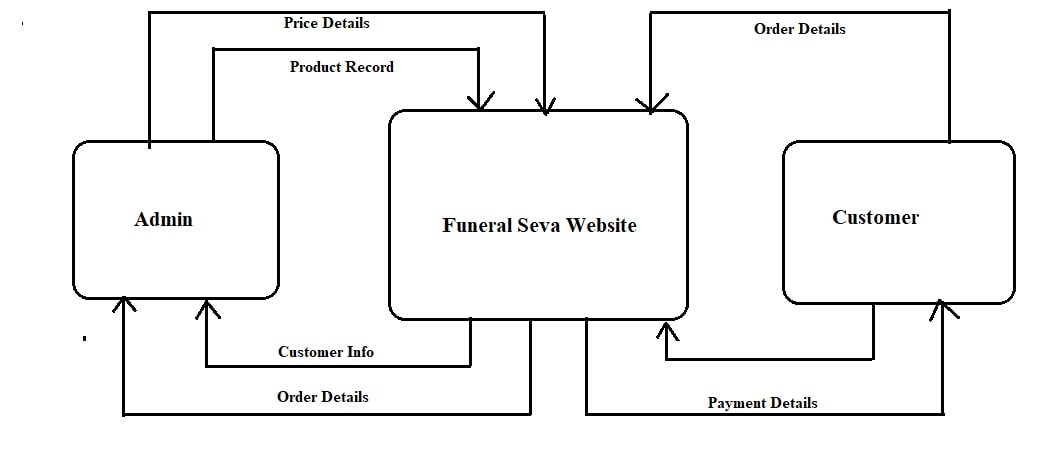 Price Details
Order Details
Product Record
Admin
Funeral Seva Website
Customer
Customer Info
Order Details
Payment Details